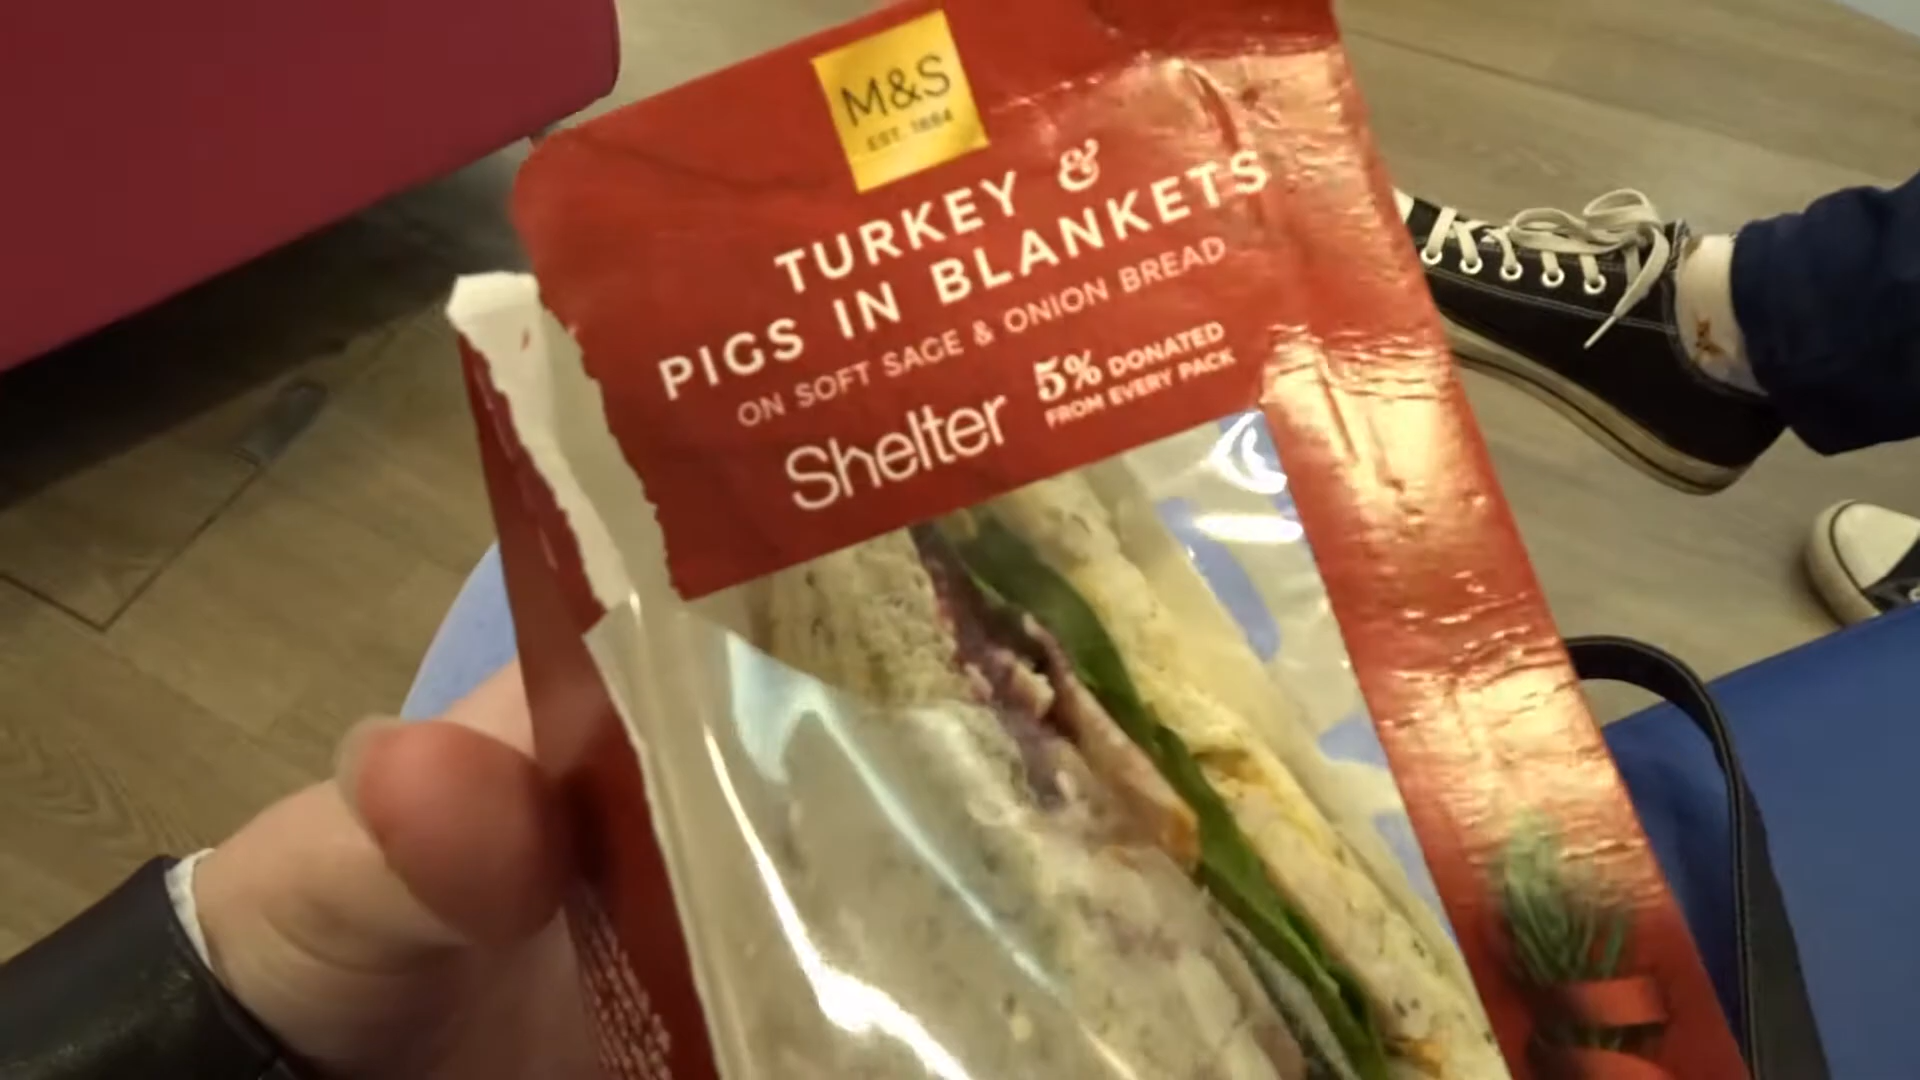 M&S
EST. 1884
TURKEY &
PIGS IN BLANKETS
ON SOFT SAGE & ONION BREAD
Shelter
5% DONATED
FROM EVERY PACK